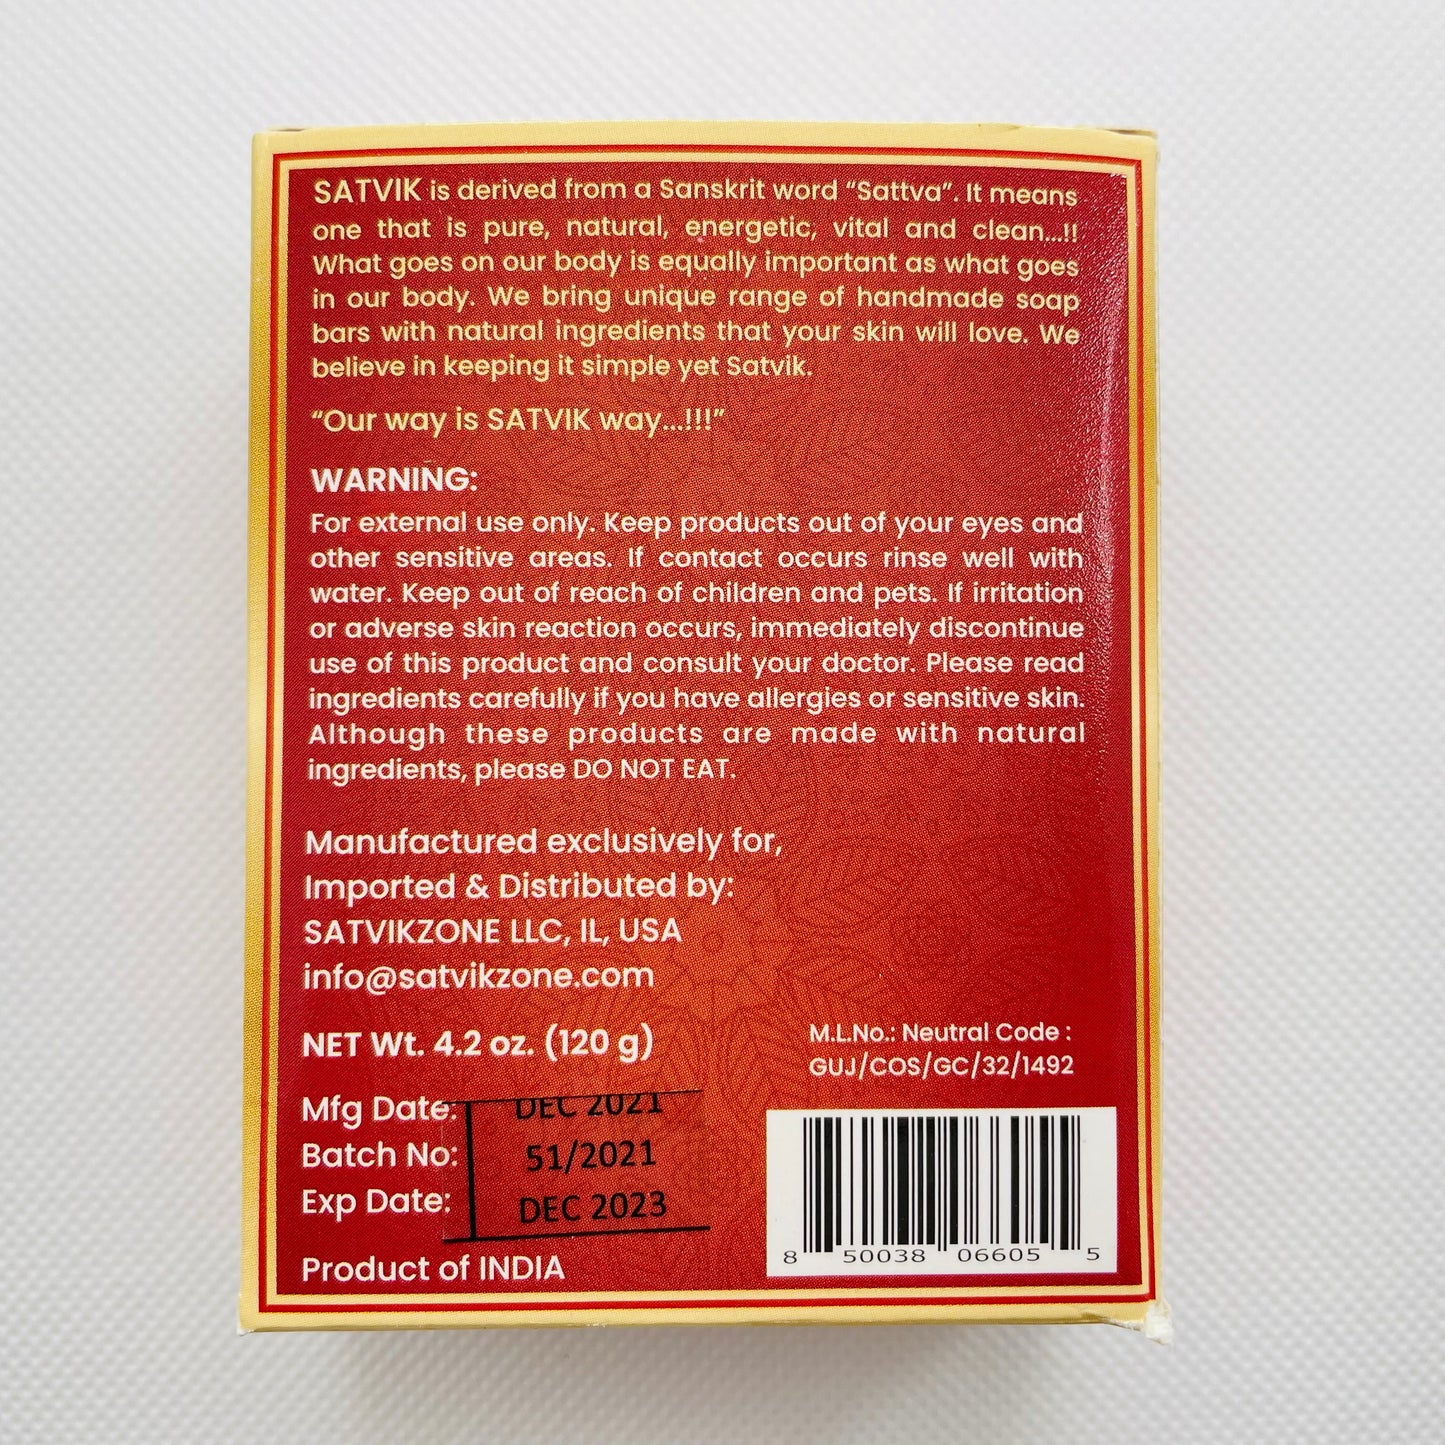 SATVIK is derived from a Sanskrit word “Sattva”. It means
one that is pure, natural, energetic, vital and clean...!!
What goes on our body is equally important as what goes
in our body. We bring unique range of handmade soap
bars with natural ingredients that your skin will love. We
believe in keeping it simple yet Satvik.
“Our way is SATVIK way...!!!”
WARNING:
For external use only. Keep products out of your eyes and
other sensitive areas. If contact occurs rinse well with
water. Keep out of reach of children and pets. If irritation
or adverse skin reaction occurs, immediately discontinue
use of this product and consult your doctor. Please read
ingredients carefully if you have allergies or sensitive skin.
Although these products are made with natural
ingredients, please DO NOT EAT.
Manufactured exclusively for,
Imported & Distributed by:
SATVIKZONE LLC, IL, USA
info@satvikzone.com
NET Wt. 4.2 oz. (120 g)
M.L.No.: Neutral Code :
GUJ/COS/GC/32/1492
Mfg Date: DEC 2021
Batch No: 51/2021
Exp Date: DEC 2023
Product of INDIA
8 50038 06605 5